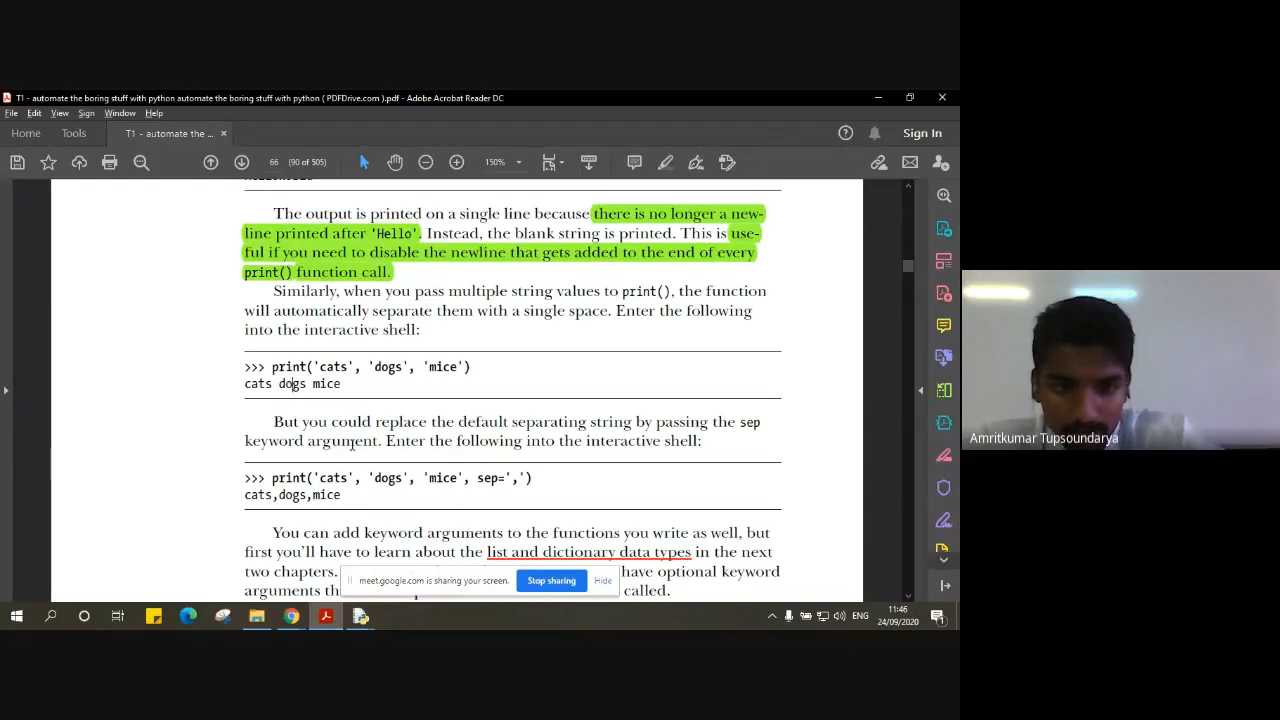 T1 - automate the boring stuff with python automate the boring stuff with python ( PDFDrive.com ).pdf - Adobe Acrobat Reader DC
File Edit View Sign Window Help
Home Tools T1 - automate the ... × Sign In
66 (90 of 505) 150%
The output is printed on a single line because there is no longer a new-
line printed after 'Hello'. Instead, the blank string is printed. This is use-
ful if you need to disable the newline that gets added to the end of every
print() function call.
Similarly, when you pass multiple string values to print(), the function
will automatically separate them with a single space. Enter the following
into the interactive shell:
>>> print('cats', 'dogs', 'mice')
cats dogs mice
But you could replace the default separating string by passing the sep
keyword argument. Enter the following into the interactive shell:
>>> print('cats', 'dogs', 'mice', sep=',')
cats,dogs,mice
You can add keyword arguments to the functions you write as well, but
first you'll have to learn about the list and dictionary data types in the next
two chapters. have optional keyword
arguments th called.
meet.google.com is sharing your screen. Stop sharing Hide
Amritkumar Tupsoundarya
ENG 11:46
24/09/2020
1